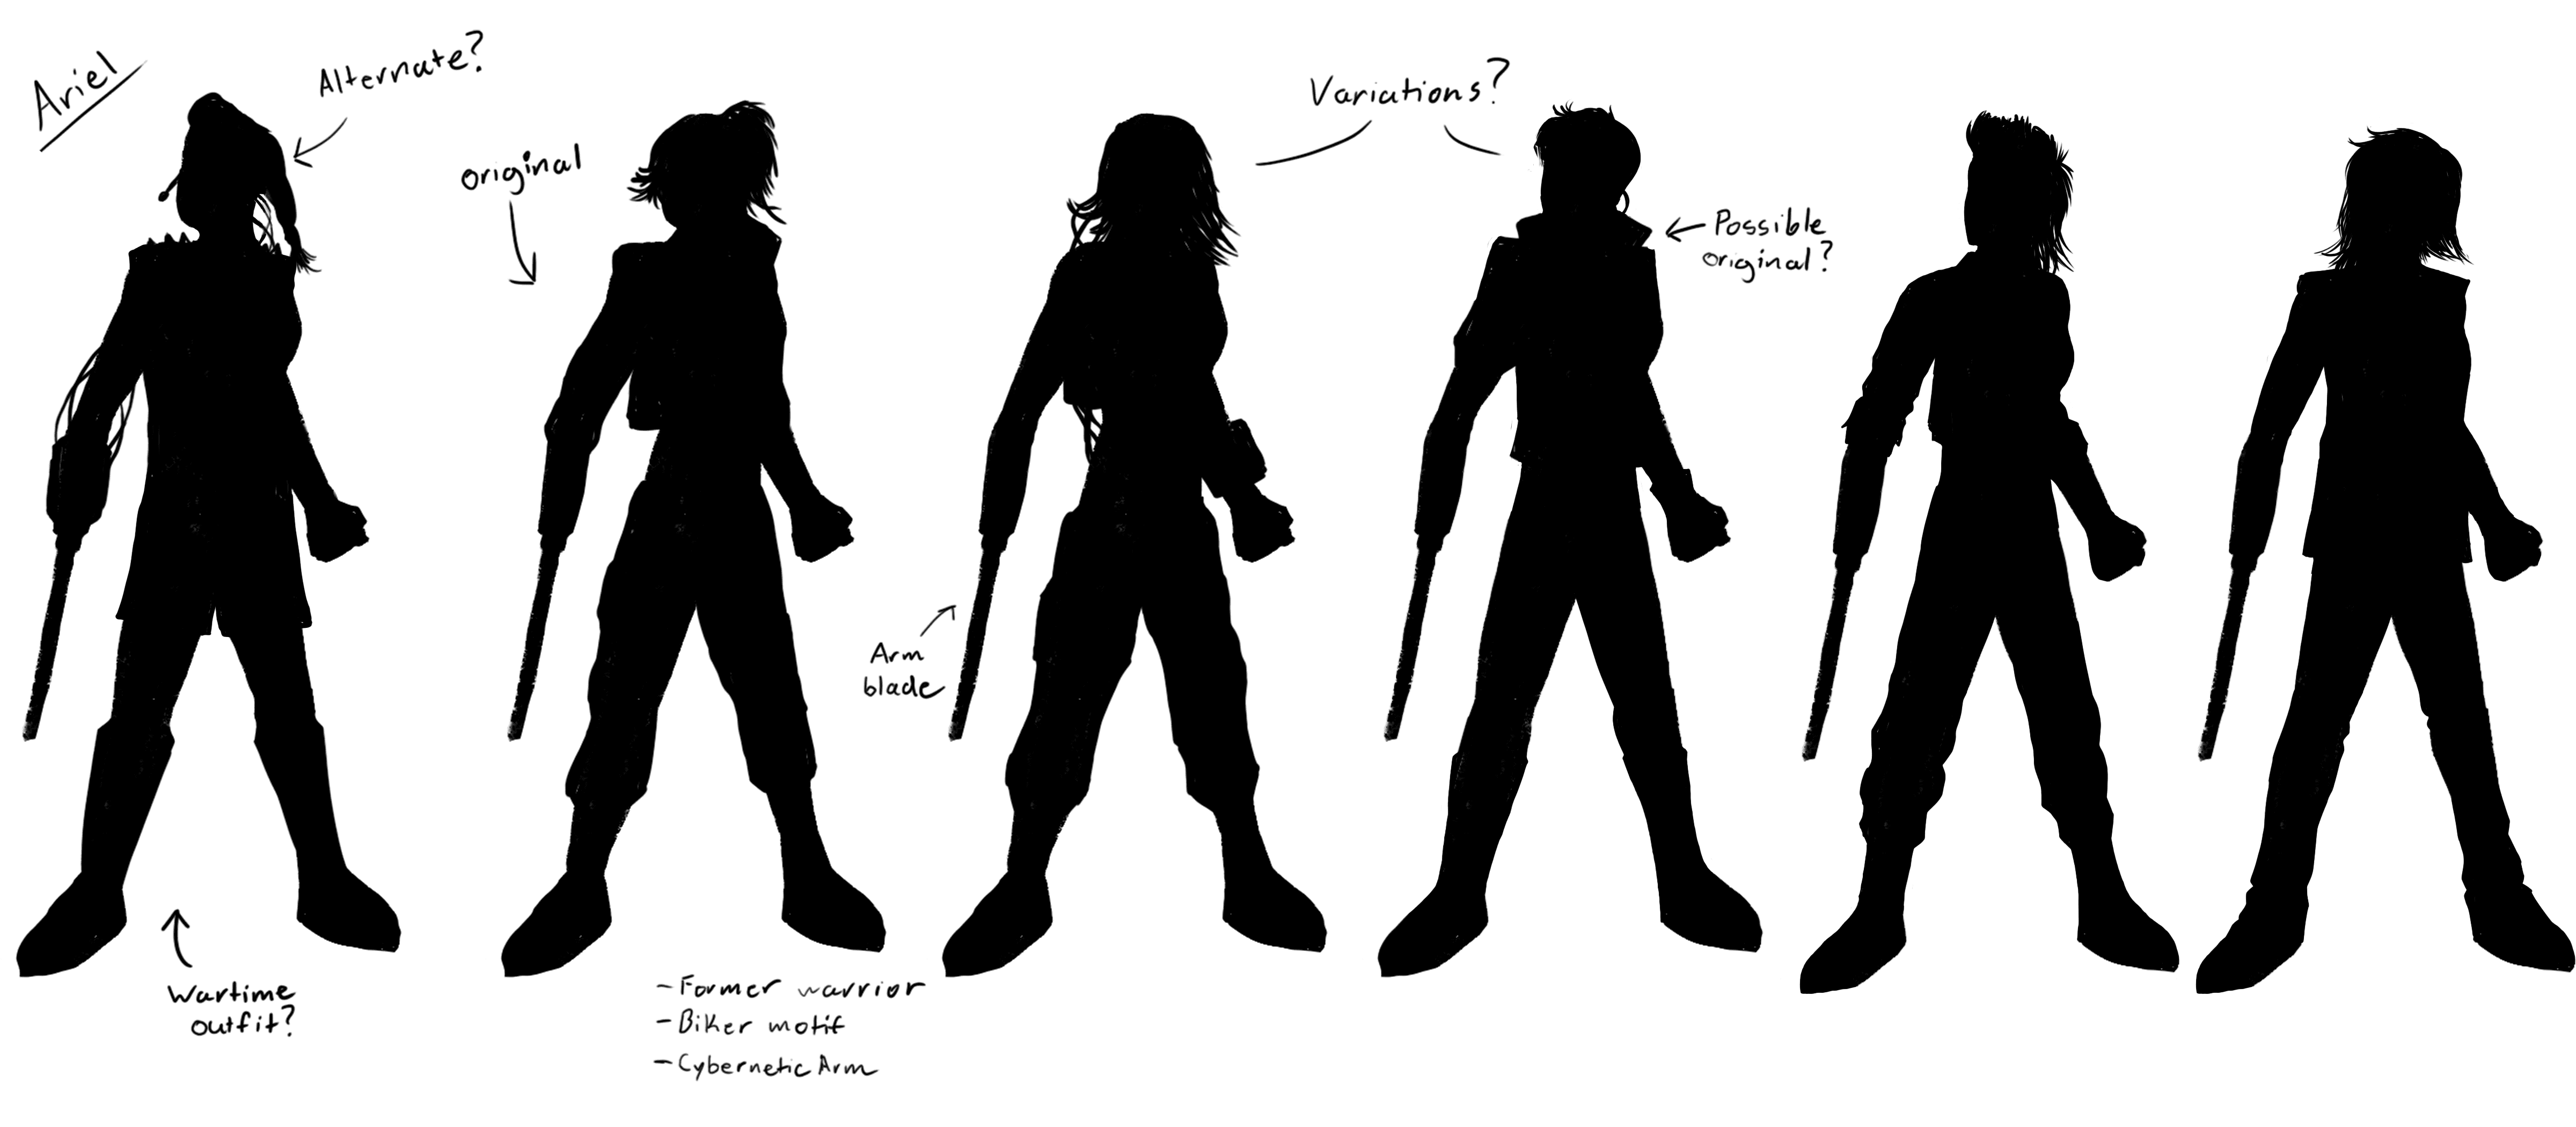 Ariel
Alternate?
original
Variations?
Possible
original?
Arm
blade
Wartime
outfit?
- Former warrior
- Biker motif
- Cybernetic Arm